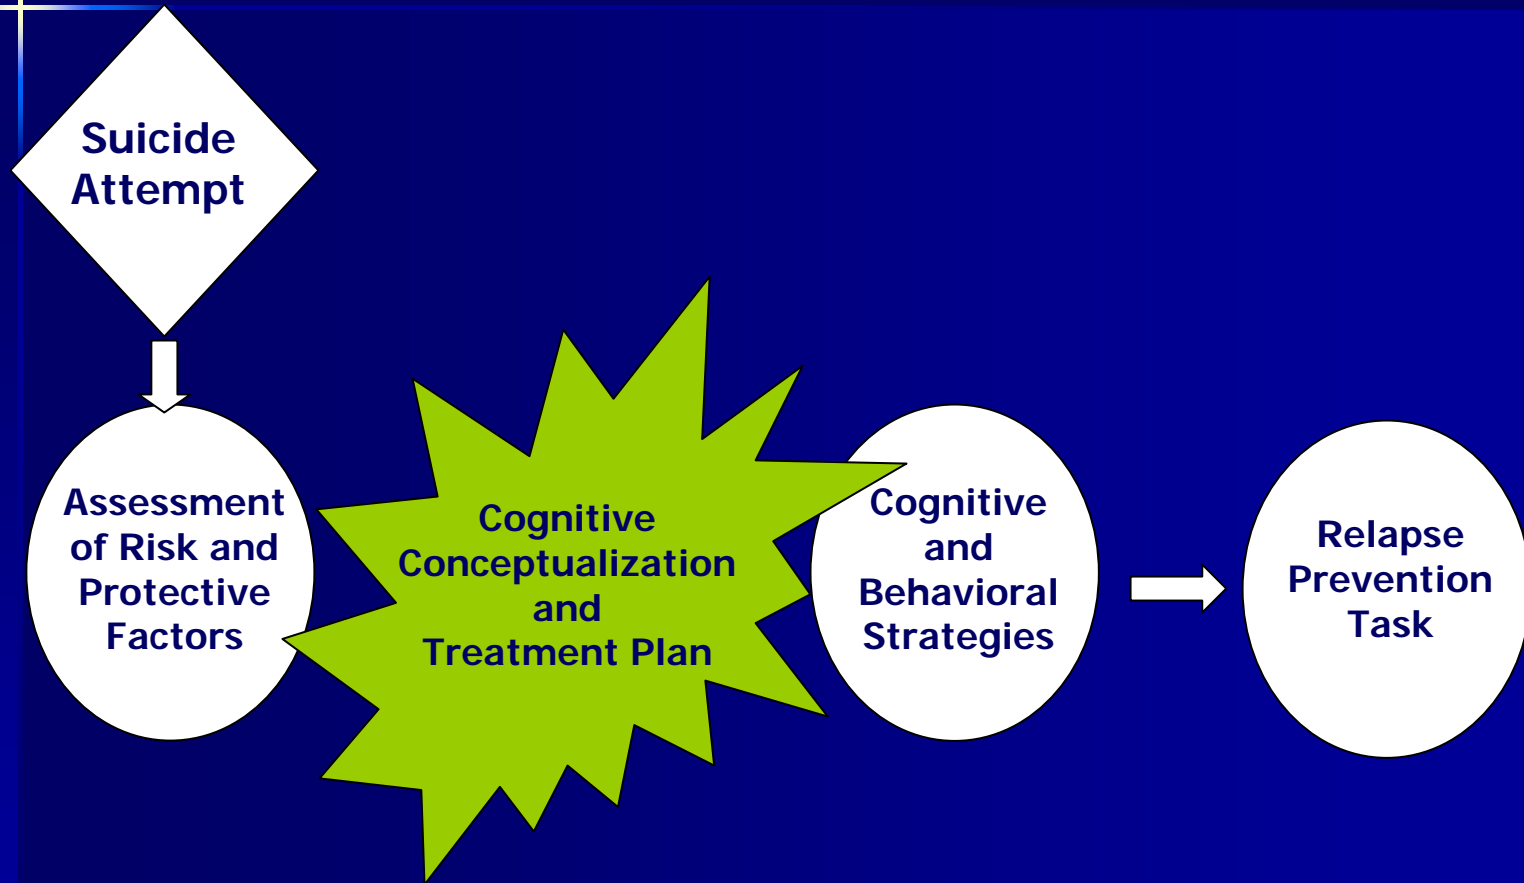 Suicide
Attempt
Assessment
of Risk and
Protective
Factors
Cognitive
Conceptualization
and
Treatment Plan
Cognitive
and
Behavioral
Strategies
Relapse
Prevention
Task